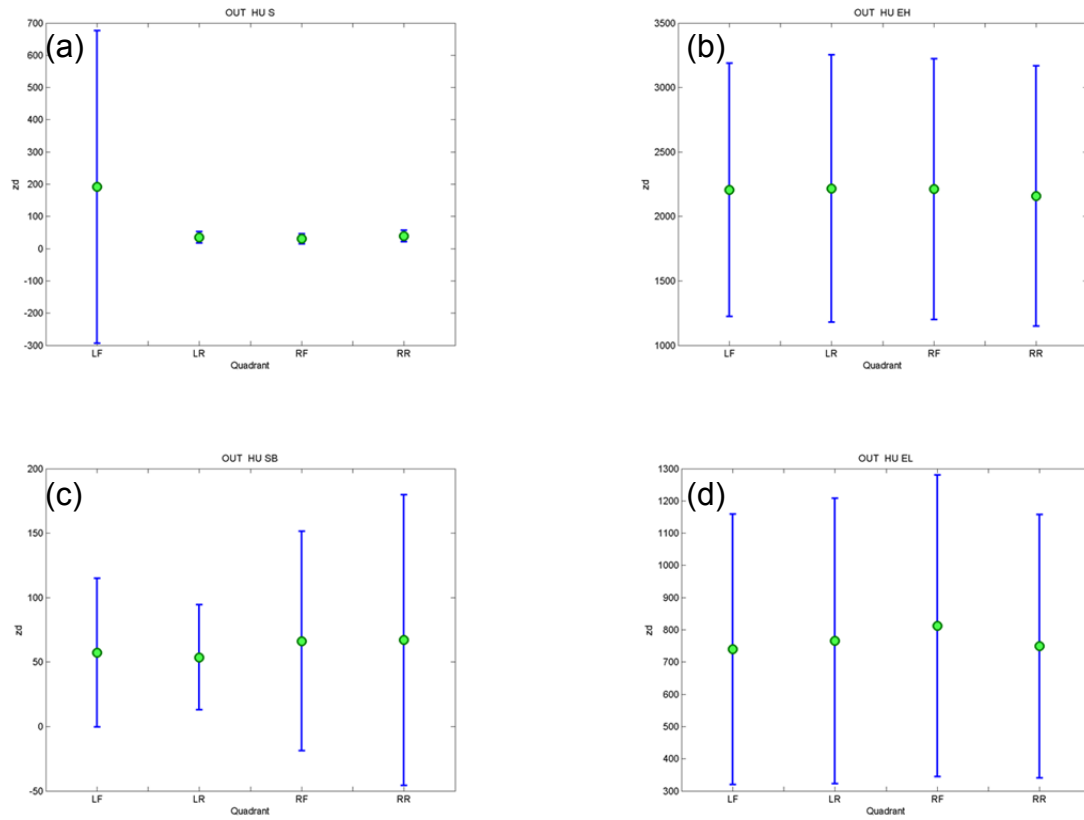 OUT HU S
(a)
700
600
500
400
300
200
100
0
-100
-200
-300
zd
LF LR RF RR
Quadrant
OUT HU EH
(b)
3500
3000
2500
2000
1500
1000
zd
LF LR RF RR
Quadrant
OUT HU SB
(c)
200
150
100
50
0
-50
zd
LF LR RF RR
Quadrant
OUT HU EL
(d)
1300
1200
1100
1000
900
800
700
600
500
400
300
zd
LF LR RF RR
Quadrant